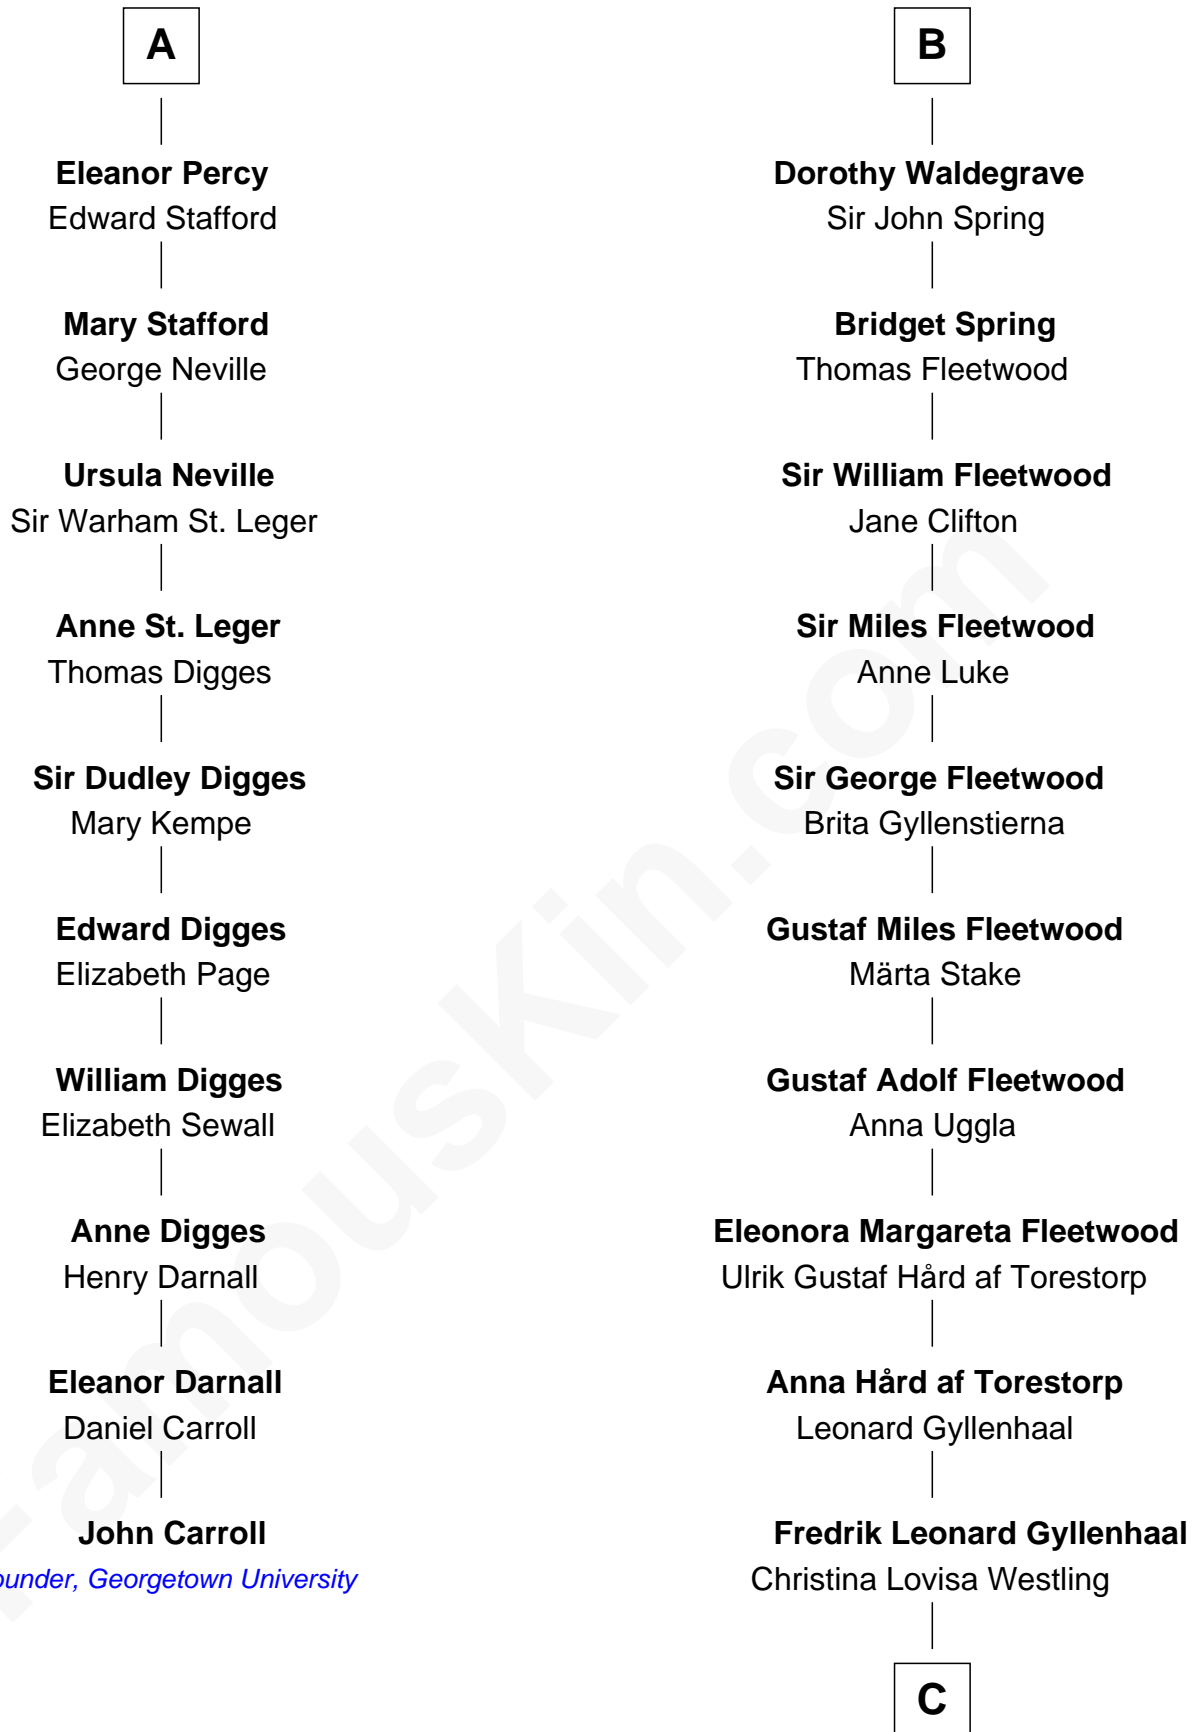 A
Eleanor Percy
Edward Stafford
Mary Stafford
George Neville
Ursula Neville
Sir Warham St. Leger
Anne St. Leger
Thomas Digges
Sir Dudley Digges
Mary Kempe
Edward Digges
Elizabeth Page
William Digges
Elizabeth Sewall
Anne Digges
Henry Darnall
Eleanor Darnall
Daniel Carroll
John Carroll
ounder, Georgetown University
B
Dorothy Waldegrave
Sir John Spring
Bridget Spring
Thomas Fleetwood
Sir William Fleetwood
Jane Clifton
Sir Miles Fleetwood
Anne Luke
Sir George Fleetwood
Brita Gyllenstierna
Gustaf Miles Fleetwood
Märta Stake
Gustaf Adolf Fleetwood
Anna Uggla
Eleonora Margareta Fleetwood
Ulrik Gustaf Hård af Torestorp
Anna Hård af Torestorp
Leonard Gyllenhaal
Fredrik Leonard Gyllenhaal
Christina Lovisa Westling
C
FamousKin.com